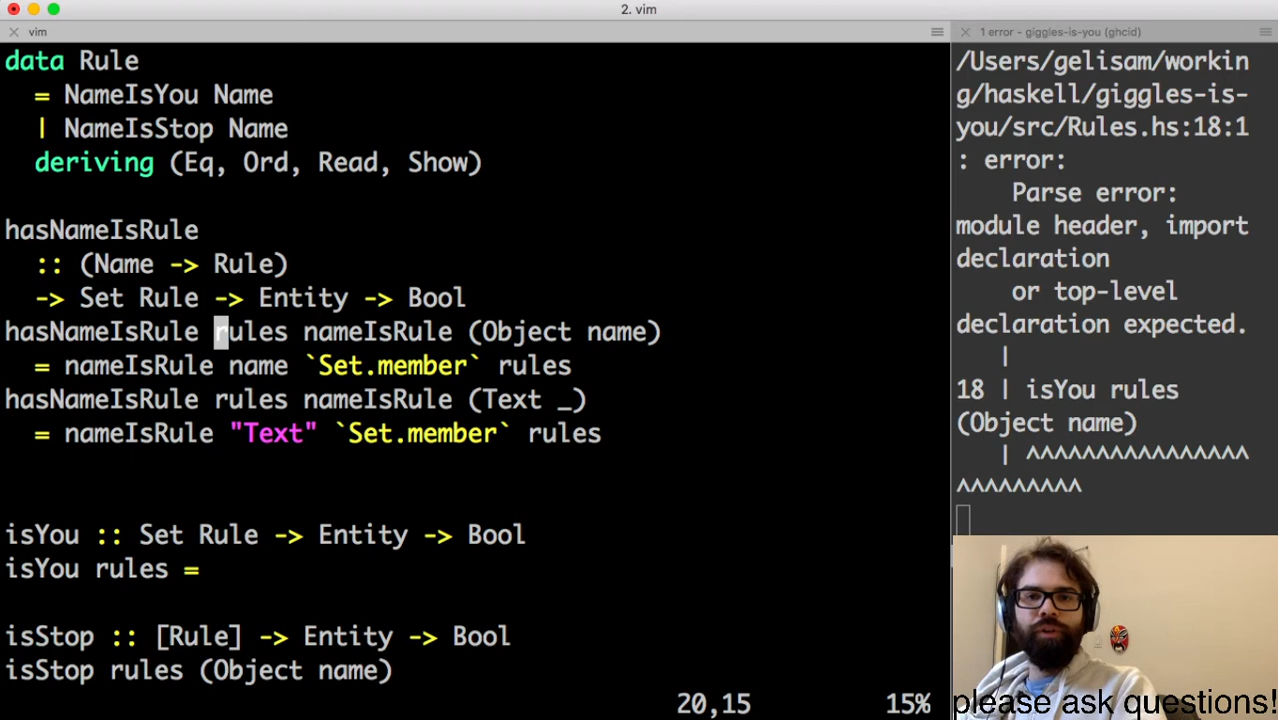 2. vim
vim
data Rule
= NameIsYou Name
| NameIsStop Name
deriving (Eq, Ord, Read, Show)
hasNameIsRule
:: (Name -> Rule)
-> Set Rule -> Entity -> Bool
hasNameIsRule rules nameIsRule (Object name)
= nameIsRule name `Set.member` rules
hasNameIsRule rules nameIsRule (Text _)
= nameIsRule "Text" `Set.member` rules
isYou :: Set Rule -> Entity -> Bool
isYou rules =
isStop :: [Rule] -> Entity -> Bool
isStop rules (Object name)
20,15 15%
1 error - giggles-is-you (ghcid)
/Users/gelisam/workin
g/haskell/giggles-is-
you/src/Rules.hs:18:1
: error:
Parse error:
module header, import
declaration
or top-level
declaration expected.
|
18 | isYou rules
(Object name)
| ^^^^^^^^^^^^^^^
^^^^^^^^^
please ask questions!